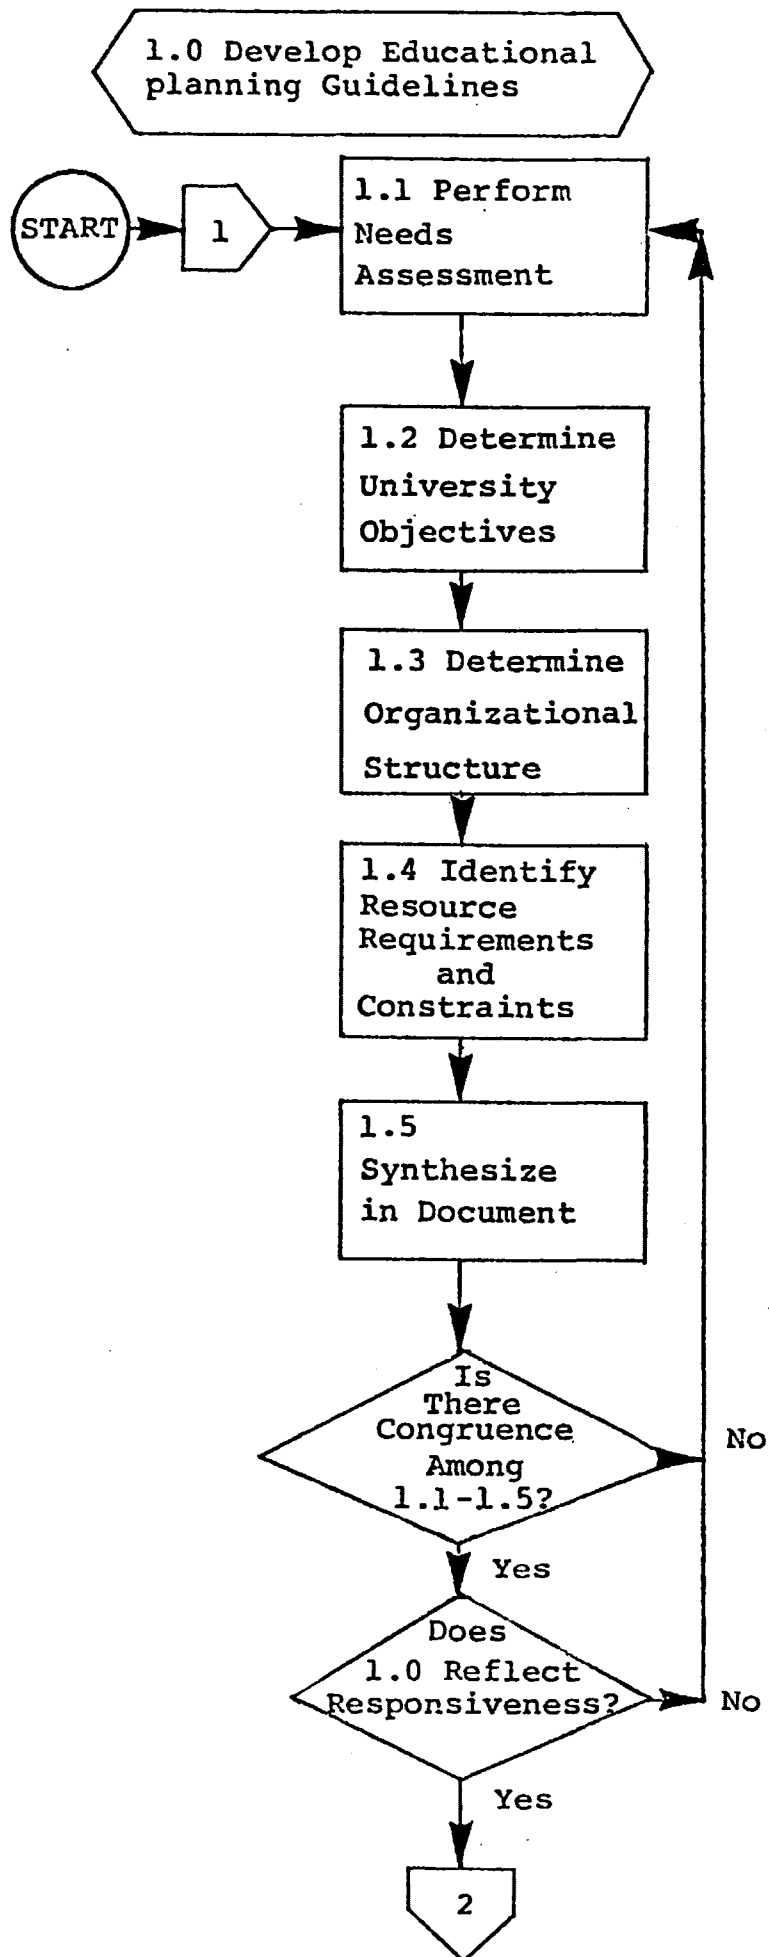 1.0 Develop Educational
planning Guidelines
START
1
1.1 Perform
Needs
Assessment
1.2 Determine
University
Objectives
1.3 Determine
Organizational
Structure
1.4 Identify
Resource
Requirements
and
Constraints
1.5
Synthesize
in Document
Is
There
Congruence
Among
1.1-1.5?
No
Yes
Does
1.0 Reflect
Responsiveness?
No
Yes
2